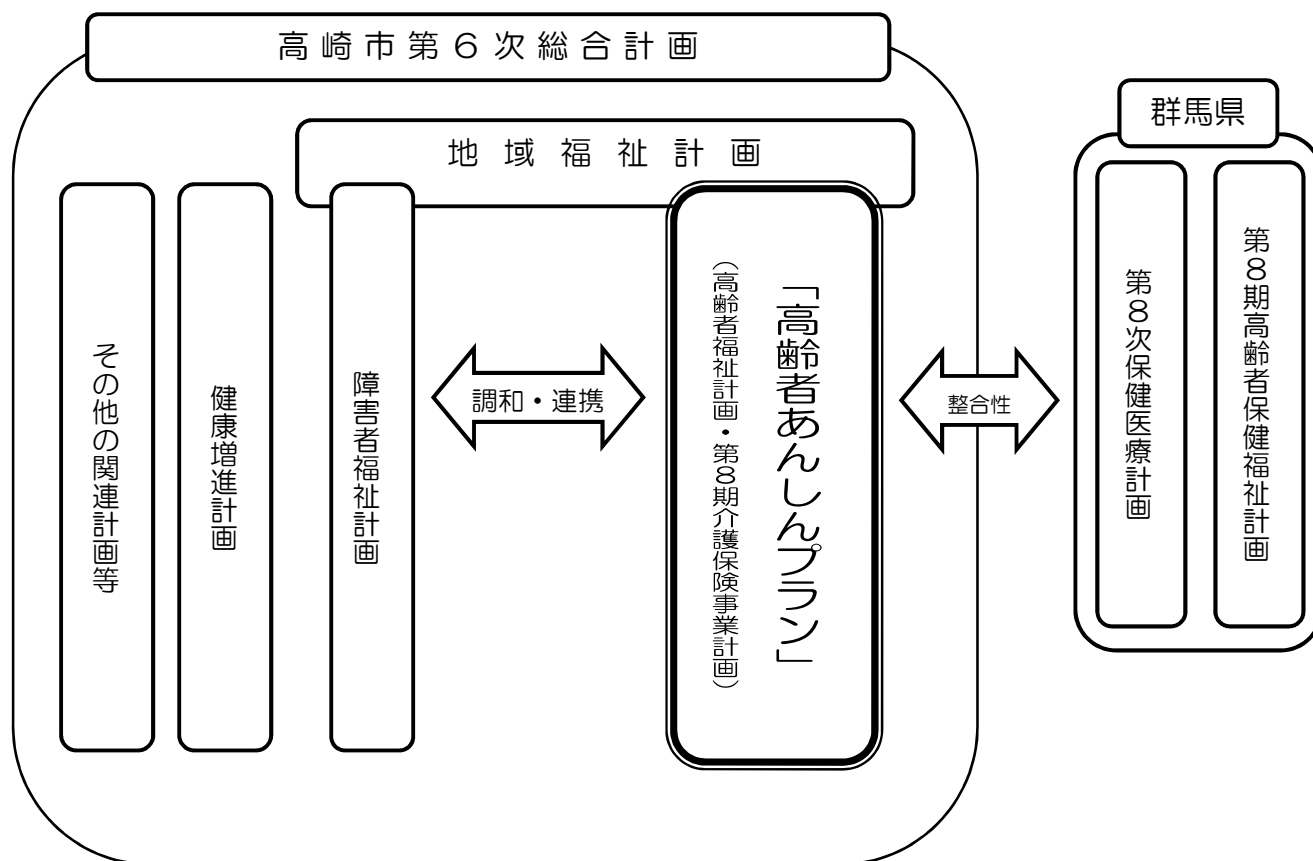 高崎市第６次総合計画
地域福祉計画
その他の関連計画等
健康増進計画
障害者福祉計画
調和・連携
「高齢者あんしんプラン」
（高齢者福祉計画・第８期介護保険事業計画）
整合性
群馬県
第８次保健医療計画
第８期高齢者保健福祉計画